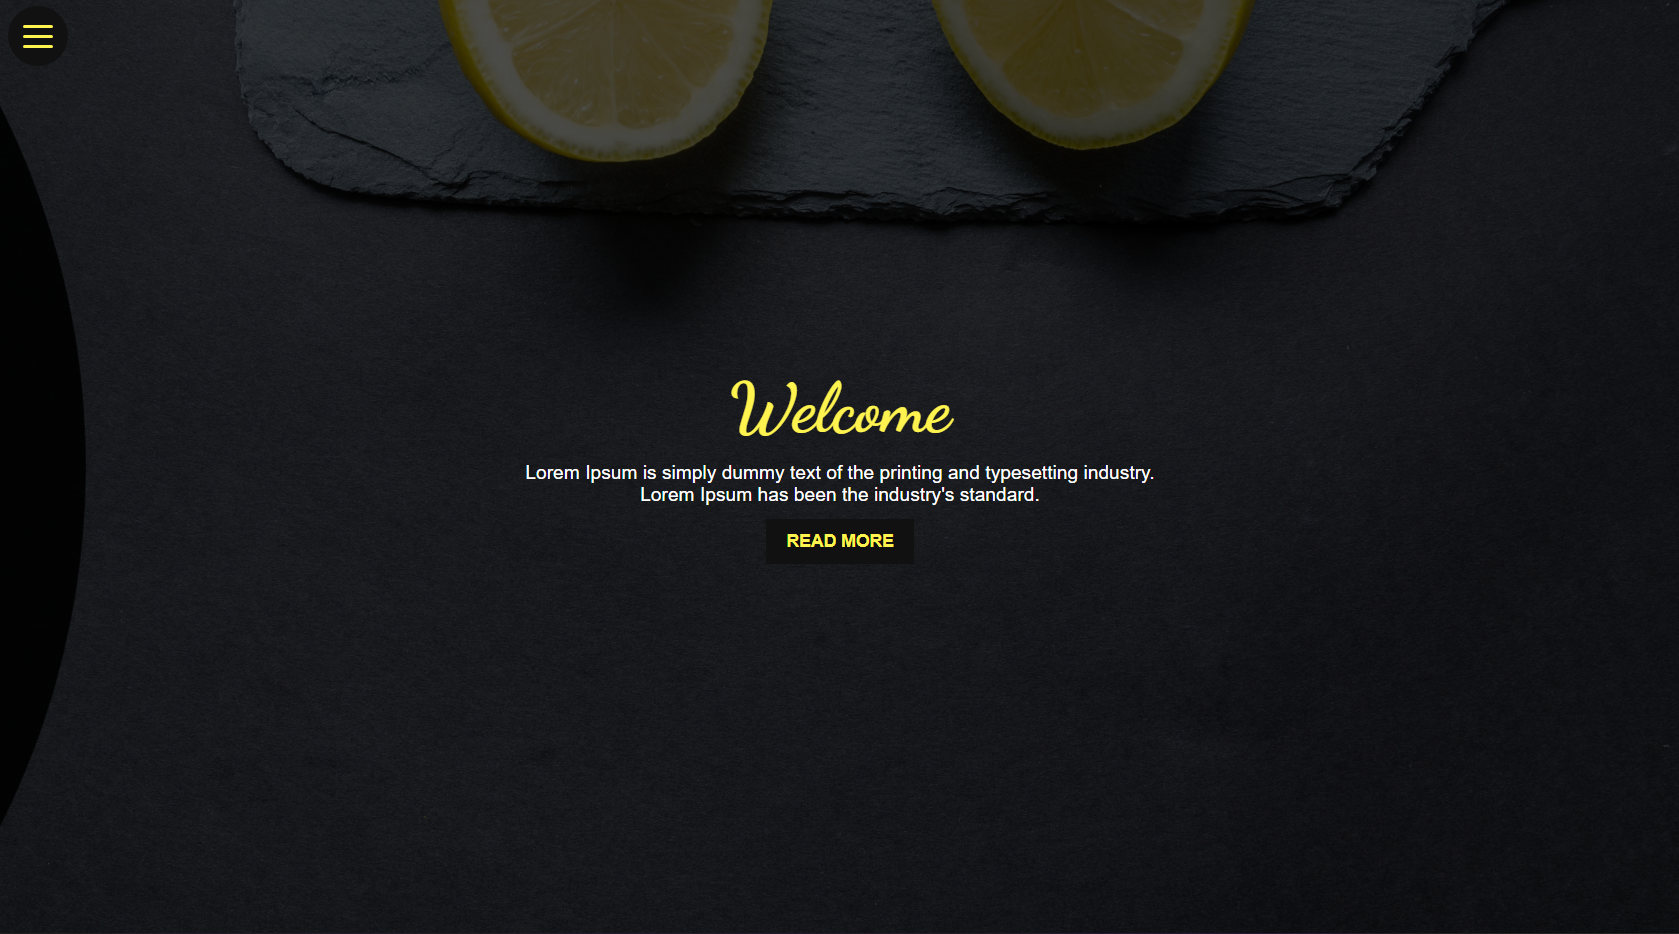 Welcome
Lorem Ipsum is simply dummy text of the printing and typesetting industry.
Lorem Ipsum has been the industry's standard.
READ MORE